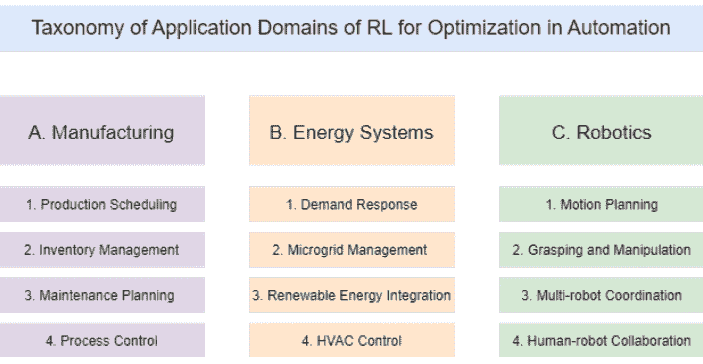 Taxonomy of Application Domains of RL for Optimization in Automation
A. Manufacturing
1. Production Scheduling
2. Inventory Management
3. Maintenance Planning
4. Process Control
B. Energy Systems
1. Demand Response
2. Microgrid Management
3. Renewable Energy Integration
4. HVAC Control
C. Robotics
1. Motion Planning
2. Grasping and Manipulation
3. Multi-robot Coordination
4. Human-robot Collaboration